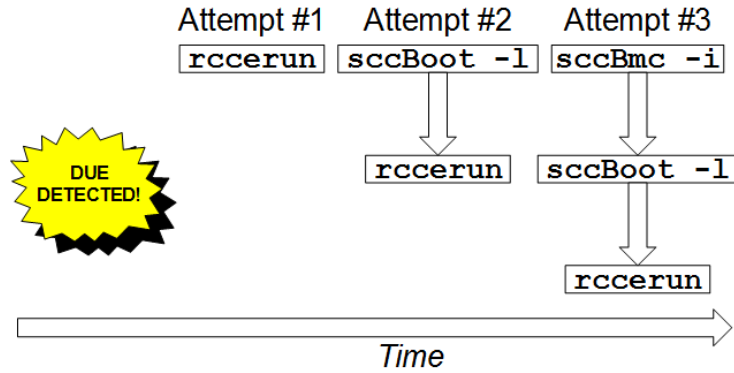 Attempt #1 Attempt #2 Attempt #3
rccerun sccBoot -l sccBmc -i
DUE
DETECTED!
rccerun sccBoot -l
rccerun
Time